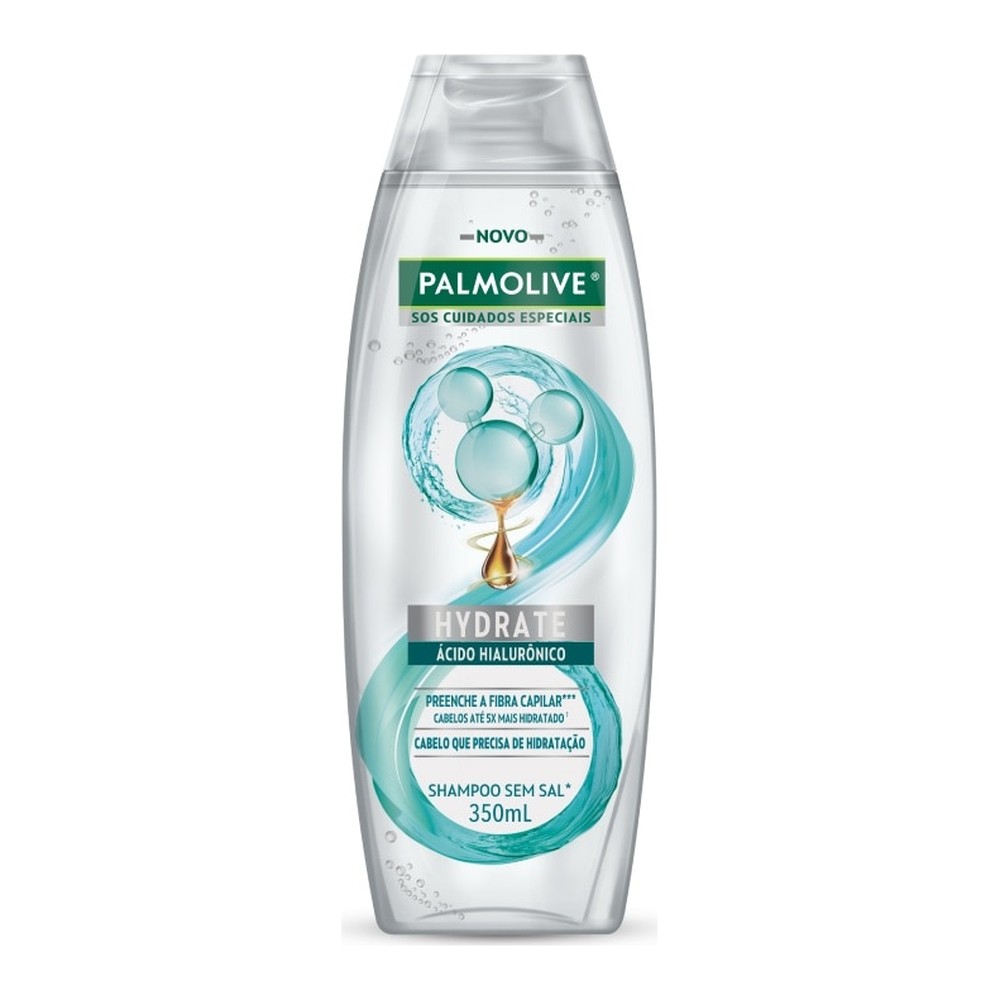 NOVO
PALMOLIVE®
SOS CUIDADOS ESPECIAIS
HYDRATE
ÁCIDO HIALURÔNICO
PREENCHE A FIBRA CAPILAR***
CABELOS ATÉ 5X MAIS HIDRATADO¹
CABELO QUE PRECISA DE HIDRATAÇÃO
SHAMPOO SEM SAL*
350mL